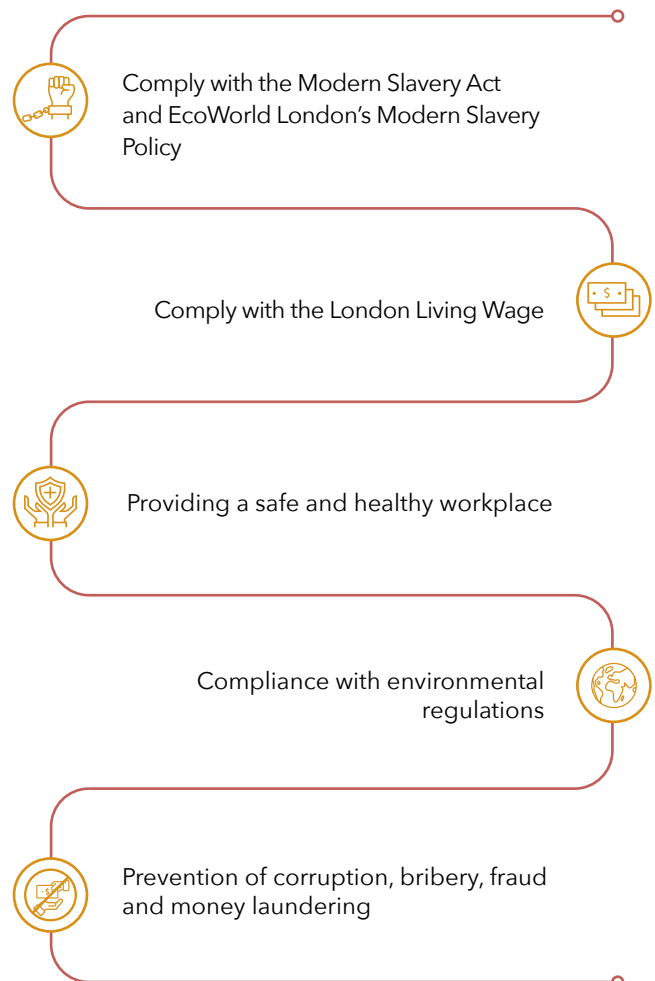 Comply with the Modern Slavery Act
and EcoWorld London’s Modern Slavery
Policy
Comply with the London Living Wage
Providing a safe and healthy workplace
Compliance with environmental
regulations
Prevention of corruption, bribery, fraud
and money laundering